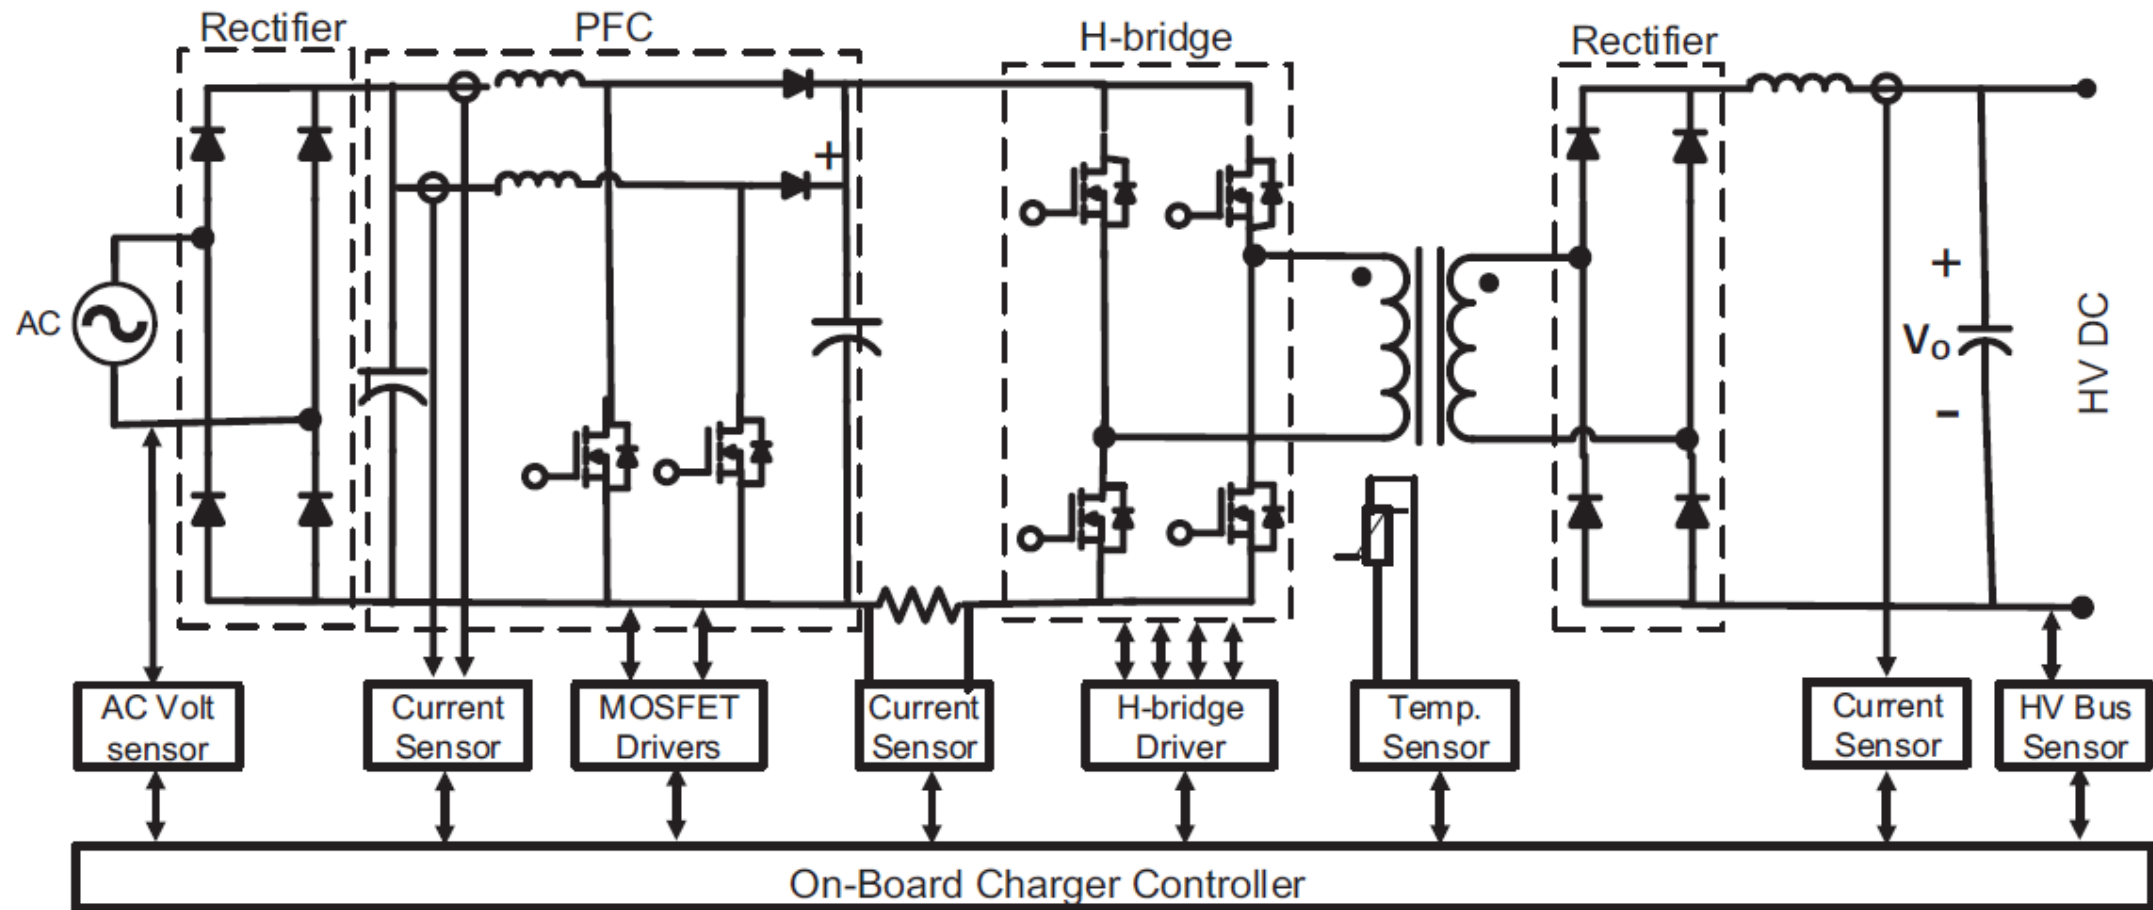 Rectifier
PFC
H-bridge
Rectifier
+
AC
+
Vo
-
HV DC
AC Volt
sensor
Current
Sensor
MOSFET
Drivers
Current
Sensor
H-bridge
Driver
Temp.
Sensor
Current
Sensor
HV Bus
Sensor
On-Board Charger Controller